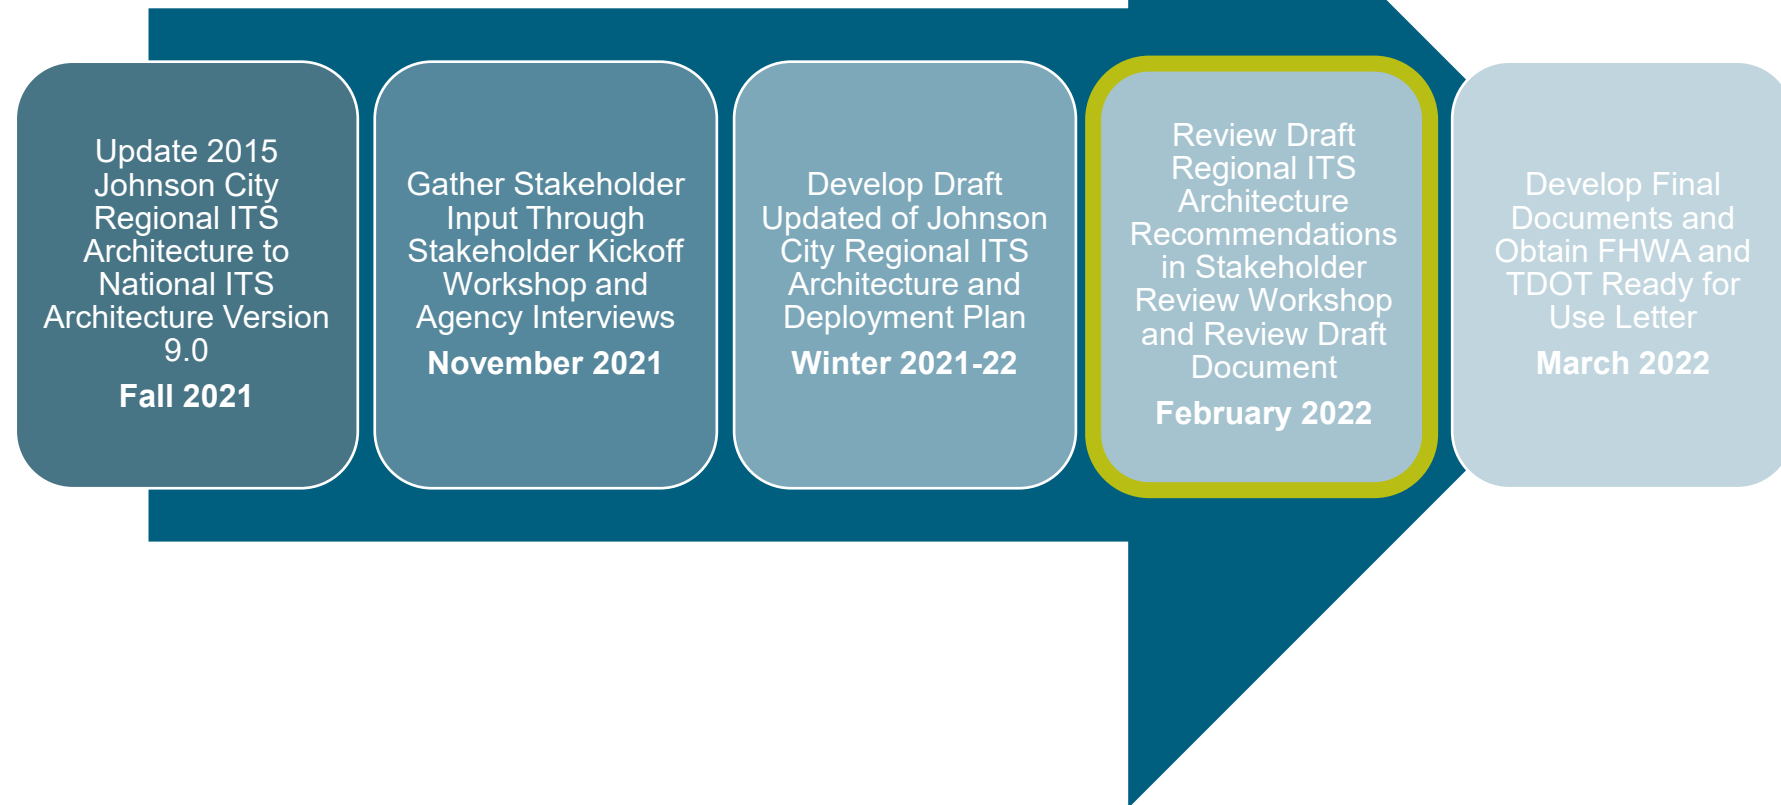 Update 2015
Johnson City
Regional ITS
Architecture to
National ITS
Architecture Version
9.0
Fall 2021
Gather Stakeholder
Input Through
Stakeholder Kickoff
Workshop and
Agency Interviews
November 2021
Develop Draft
Updated of Johnson
City Regional ITS
Architecture and
Deployment Plan
Winter 2021-22
Review Draft
Regional ITS
Architecture
Recommendations
in Stakeholder
Review Workshop
and Review Draft
Document
February 2022
Develop Final
Documents and
Obtain FHWA and
TDOT Ready for
Use Letter
March 2022